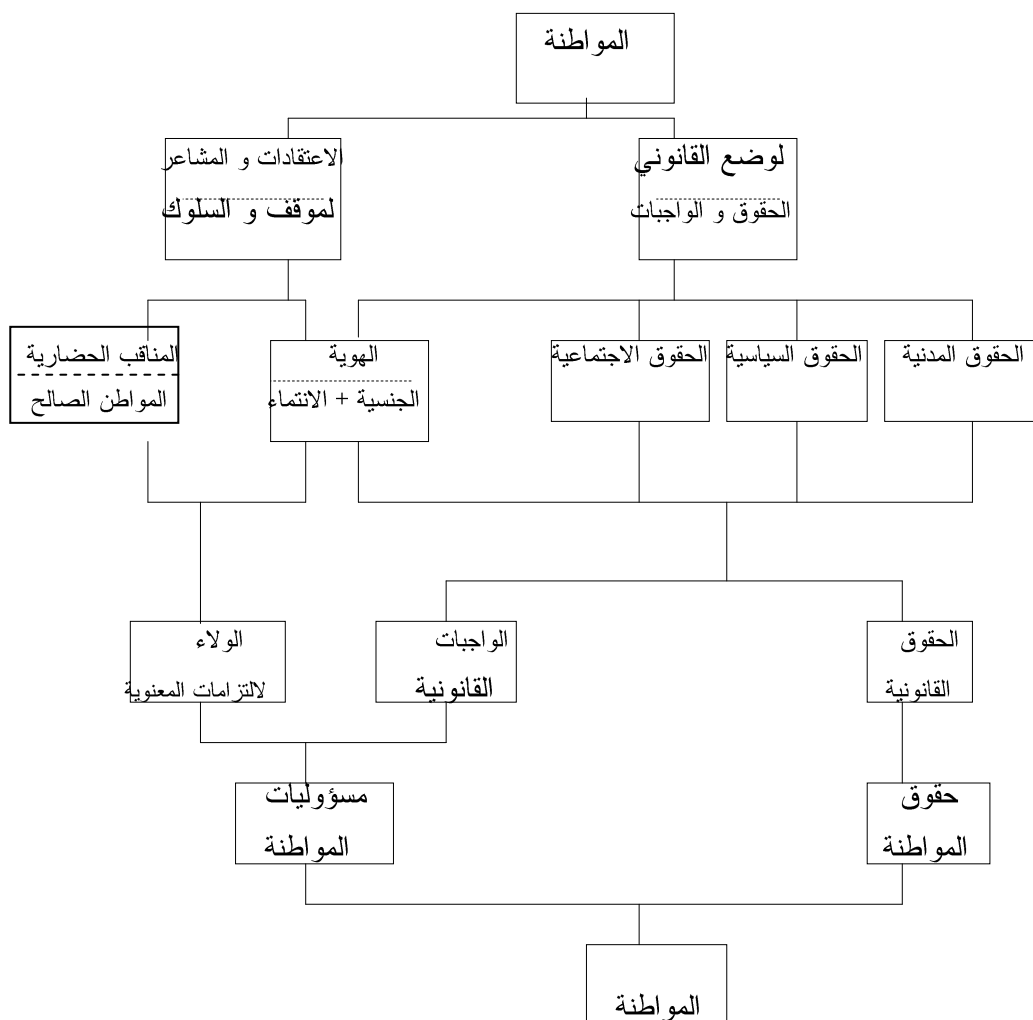 المواطنة
لوضع القانوني
الحقوق و الواجبات
الاعتقادات و المشاعر
لموقف و السلوك
الحقوق المدنية
الحقوق السياسية
الحقوق الاجتماعية
الهوية
الجنسية + الانتماء
المناقب الحضارية
المواطن الصالح
الحقوق
القانونية
الواجبات
القانونية
الولاء
لالتزامات المعنوية
حقوق
المواطنة
مسؤوليات
المواطنة
المواطنة